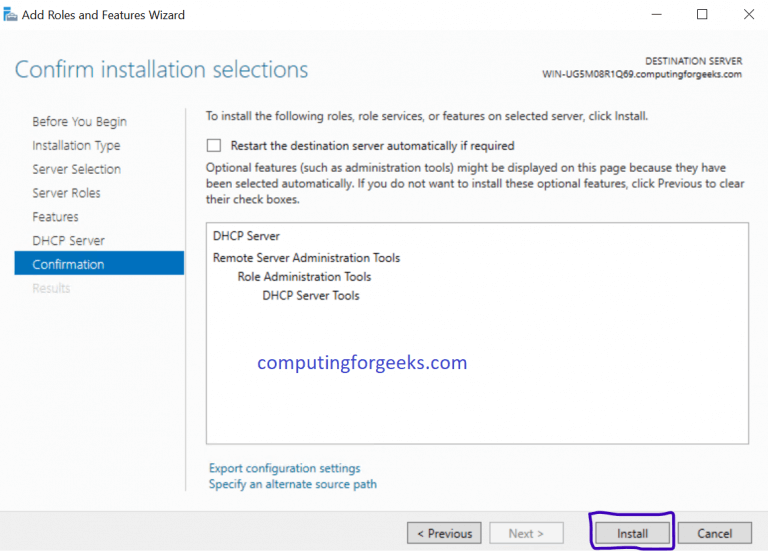 Add Roles and Features Wizard
Confirm installation selections
DESTINATION SERVER
WIN-UG5M08R1Q69.computingforgeeks.com
Before You Begin
Installation Type
Server Selection
Server Roles
Features
DHCP Server
Confirmation
Results
To install the following roles, role services, or features on selected server, click Install.
Restart the destination server automatically if required
Optional features (such as administration tools) might be displayed on this page because they have
been selected automatically. If you do not want to install these optional features, click Previous to clear
their check boxes.
DHCP Server
Remote Server Administration Tools
Role Administration Tools
DHCP Server Tools
computingforgeeks.com
Export configuration settings
Specify an alternate source path
< Previous
Next >
Install
Cancel